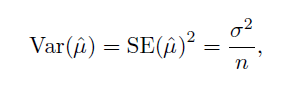 Var(μ̂) = SE(μ̂)² = σ²/n,